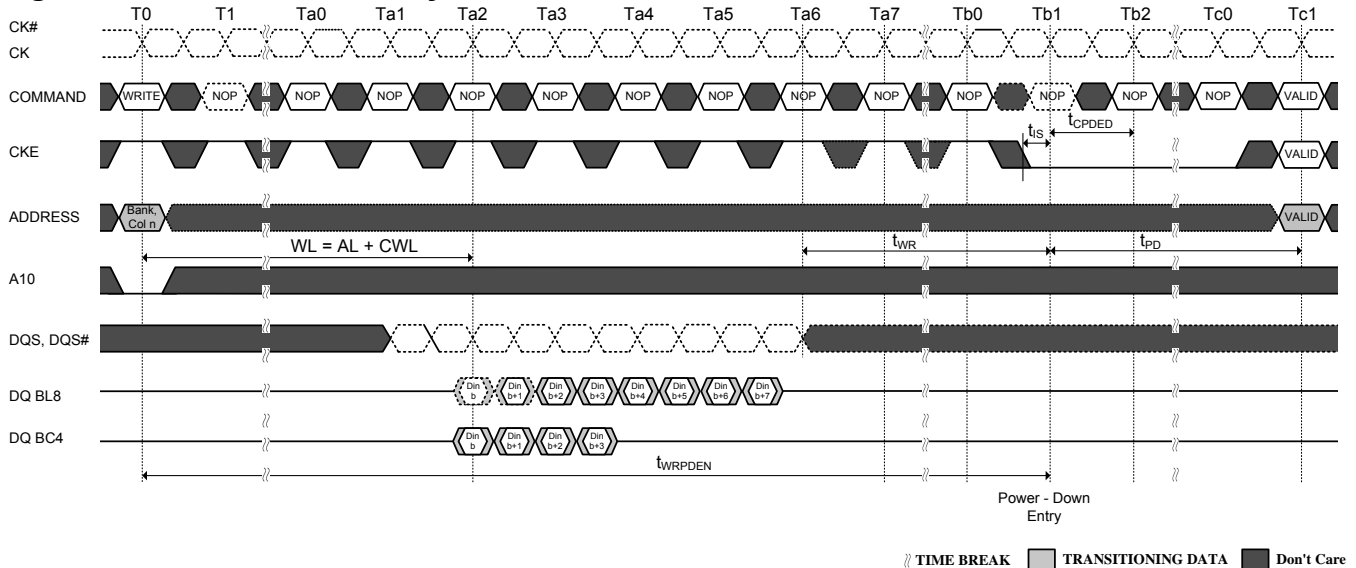 T0 T1 Ta0 Ta1 Ta2 Ta3 Ta4 Ta5 Ta6 Ta7 Tb0 Tb1 Tb2 Tc0 Tc1
CK#
CK
COMMAND WRITE NOP NOP NOP NOP NOP NOP NOP NOP NOP NOP NOP NOP NOP VALID
tIS tCPDED
CKE VALID
ADDRESS Bank, Col n VALID
WL = AL + CWL tWR tPD
A10
DQS, DQS#
DQ BL8 Din b Din b+1 Din b+2 Din b+3 Din b+4 Din b+5 Din b+6 Din b+7
DQ BC4 Din b Din b+1 Din b+2 Din b+3
tWRPDEN
Power - Down
Entry
TIME BREAK TRANSITIONING DATA Don't Care